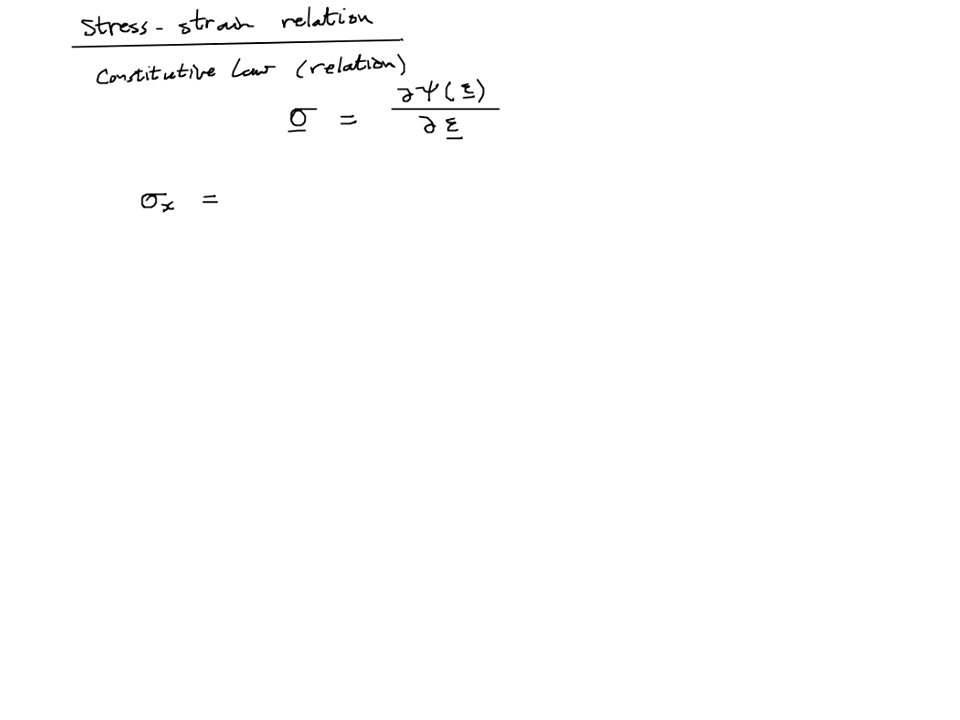 Stress - strain relation
Constitutive Law (relation)
σ̲ = ∂ψ(ε̲) / ∂ε̲
σₓ =